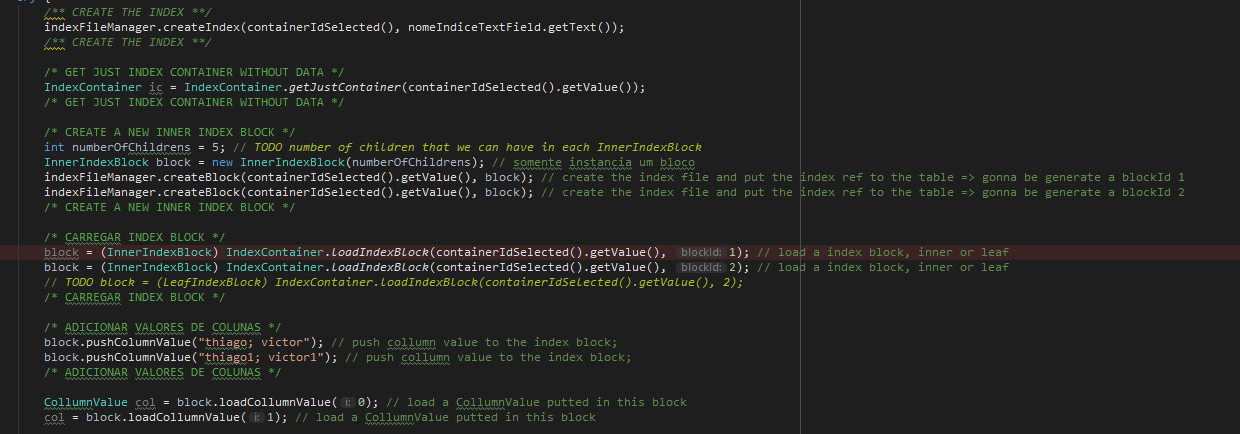 try {
/** CREATE THE INDEX **/
indexFileManager.createIndex(containerIdSelected(), nomeIndiceTextField.getText());
/** CREATE THE INDEX **/
/* GET JUST INDEX CONTAINER WITHOUT DATA */
IndexContainer ic = IndexContainer.getJustContainer(containerIdSelected().getValue());
/* GET JUST INDEX CONTAINER WITHOUT DATA */
/* CREATE A NEW INNER INDEX BLOCK */
int numberOfChildrens = 5; // TODO number of children that we can have in each InnerIndexBlock
InnerIndexBlock block = new InnerIndexBlock(numberOfChildrens); // somente instancia um bloco
indexFileManager.createBlock(containerIdSelected().getValue(), block); // create the index file and put the index ref to the table => gonna be generate a blockId 1
indexFileManager.createBlock(containerIdSelected().getValue(), block); // create the index file and put the index ref to the table => gonna be generate a blockId 2
/* CREATE A NEW INNER INDEX BLOCK */
/* CARREGAR INDEX BLOCK */
block = (InnerIndexBlock) IndexContainer.loadIndexBlock(containerIdSelected().getValue(), blockId: 1); // load a index block, inner or leaf
block = (InnerIndexBlock) IndexContainer.loadIndexBlock(containerIdSelected().getValue(), blockId: 2); // load a index block, inner or leaf
// TODO block = (LeafIndexBlock) IndexContainer.loadIndexBlock(containerIdSelected().getValue(), 2);
/* CARREGAR INDEX BLOCK */
/* ADICIONAR VALORES DE COLUNAS */
block.pushColumnValue("thiago; victor"); // push collumn value to the index block;
block.pushColumnValue("thiago1; victor1"); // push collumn value to the index block;
/* ADICIONAR VALORES DE COLUNAS */
CollumnValue col = block.loadCollumnValue( i: 0); // load a CollumnValue putted in this block
col = block.loadCollumnValue( i: 1); // load a CollumnValue putted in this block